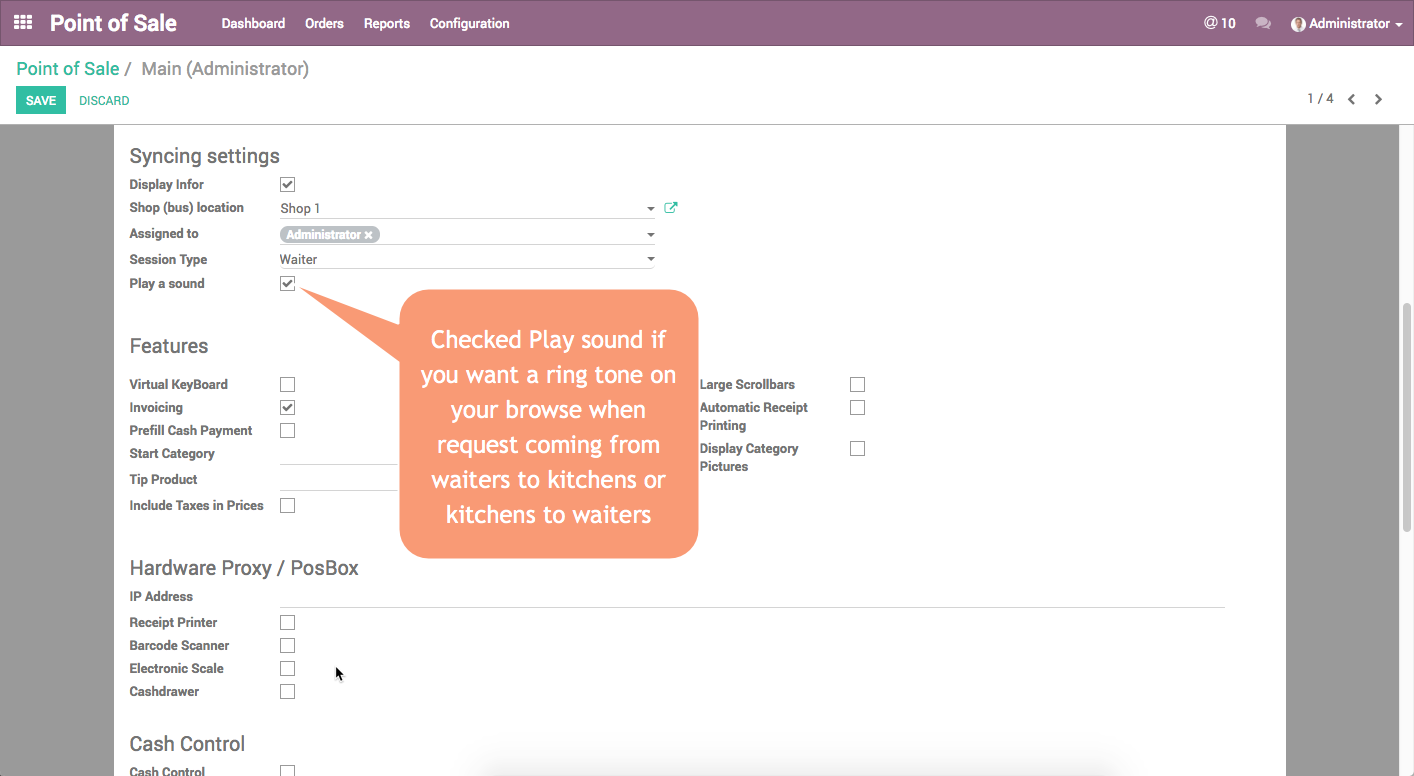 Point of Sale Dashboard Orders Reports Configuration @ 10 Administrator
Point of Sale / Main (Administrator)
SAVE DISCARD 1 / 4
Syncing settings
Display Infor
Shop (bus) location Shop 1
Assigned to Administrator ×
Session Type Waiter
Play a sound
Checked Play sound if
you want a ring tone on
your browse when
request coming from
waiters to kitchens or
kitchens to waiters
Features
Virtual KeyBoard
Invoicing
Prefill Cash Payment
Start Category
Tip Product
Include Taxes in Prices
Large Scrollbars
Automatic Receipt
Printing
Display Category
Pictures
Hardware Proxy / PosBox
IP Address
Receipt Printer
Barcode Scanner
Electronic Scale
Cashdrawer
Cash Control
Cash Control